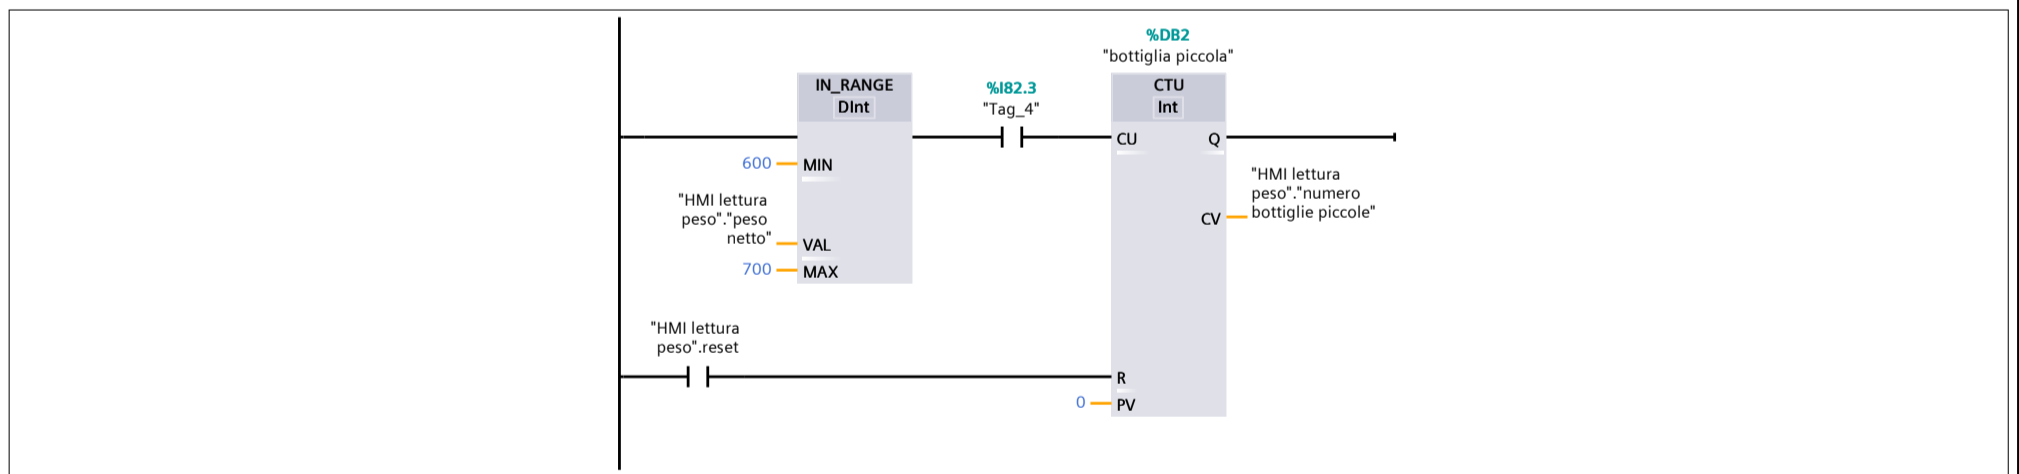 %DB2
"bottiglia piccola"
IN_RANGE
DInt
%I82.3
"Tag_4"
CTU
Int
CU
Q
600
MIN
"HMI lettura
peso"."peso
netto"
VAL
700
MAX
"HMI lettura
peso"."numero
bottiglie piccole"
CV
"HMI lettura
peso".reset
R
0
PV